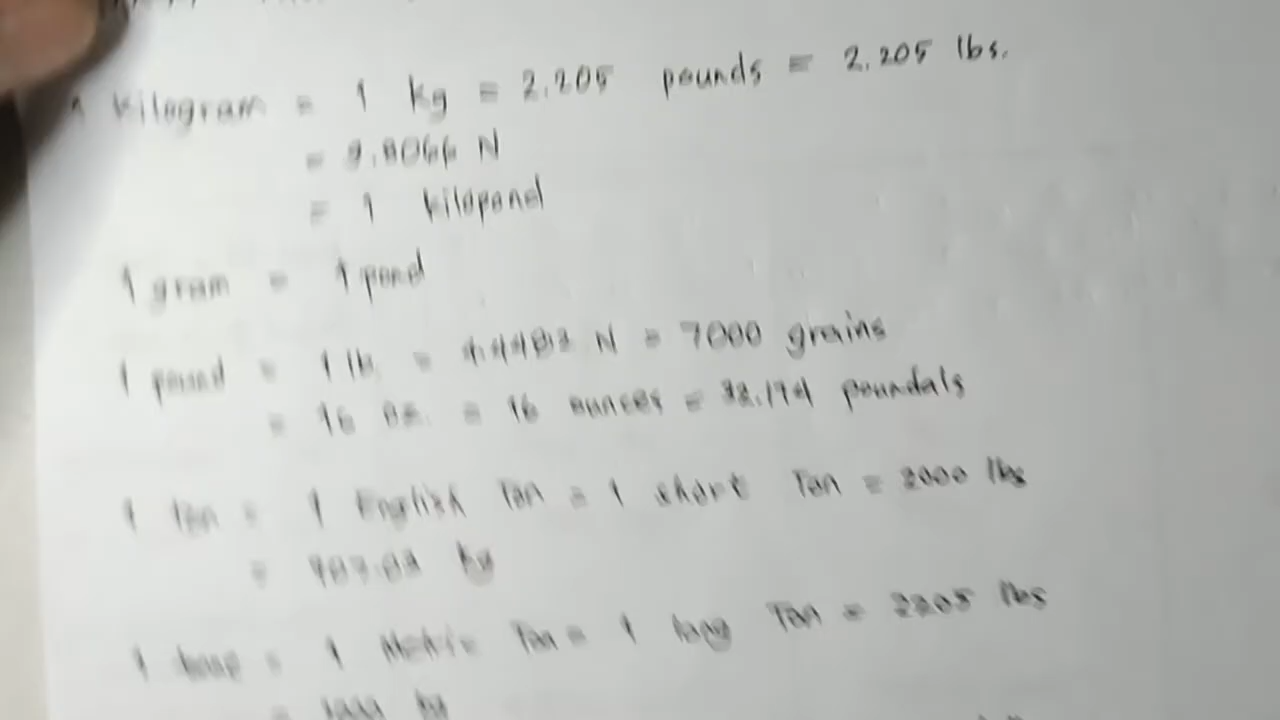 kilogram = 1 kg = 2.205 pounds = 2.205 lbs.
= 9.8066 N
= 1 kilopond
1 gram = 1 pond
1 pound = 1 lb. = 4.4482 N = 7000 grains
= 16 oz. = 16 ounces = 32.174 poundals
1 Ton = 1 English Ton = 1 short Ton = 2000 lbs
= kg
1 = 1 Metric Ton = 1 long Ton = 2205 lbs
= 1000 kg